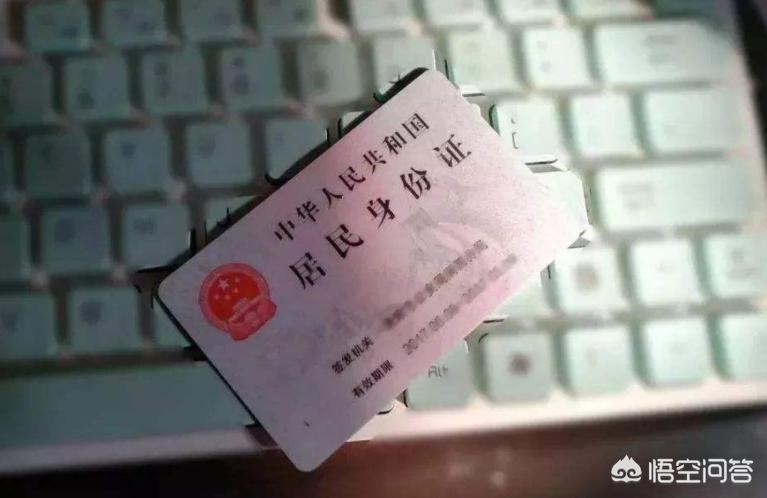 中华人民共和国
居民身份证
签发机关
有效期限
Alt
悟空问答